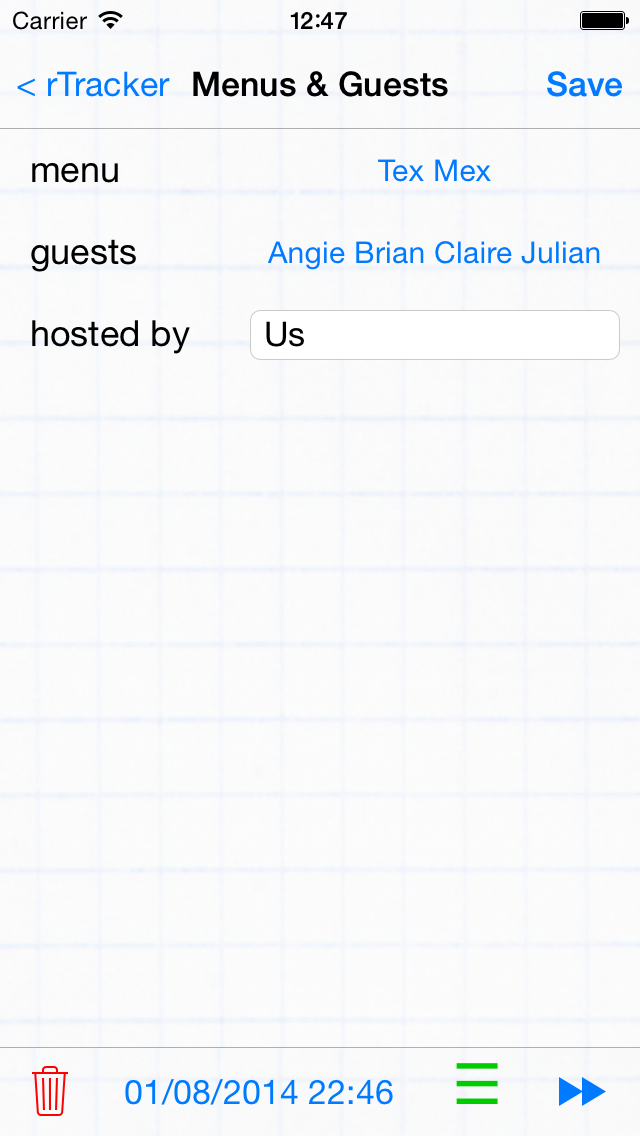 Carrier 12:47
< rTracker Menus & Guests Save
menu Tex Mex
guests Angie Brian Claire Julian
hosted by Us
01/08/2014 22:46